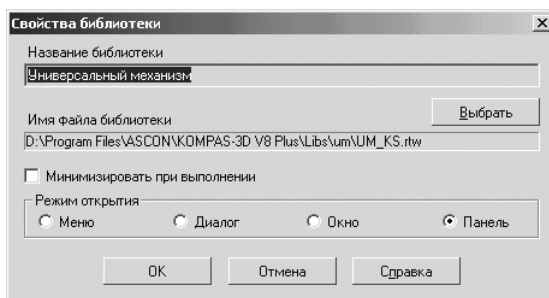 Свойства библиотеки
Название библиотеки
Универсальный механизм
Выбрать
Имя файла библиотеки
D:\Program Files\ASCON\KOMPAS-3D V8 Plus\Libs\um\UM_KS.rtw
Минимизировать при выполнении
Режим открытия
Меню Диалог Окно Панель
OK Отмена Справка